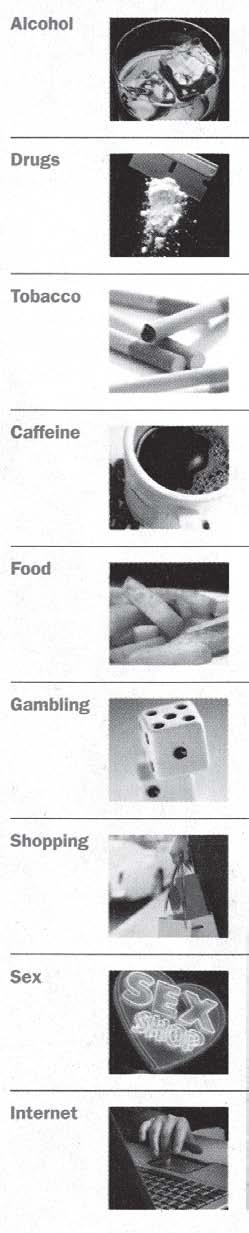 Alcohol
Drugs
Tobacco
Caffeine
Food
Gambling
Shopping
Sex
SEX
SHOP
Internet